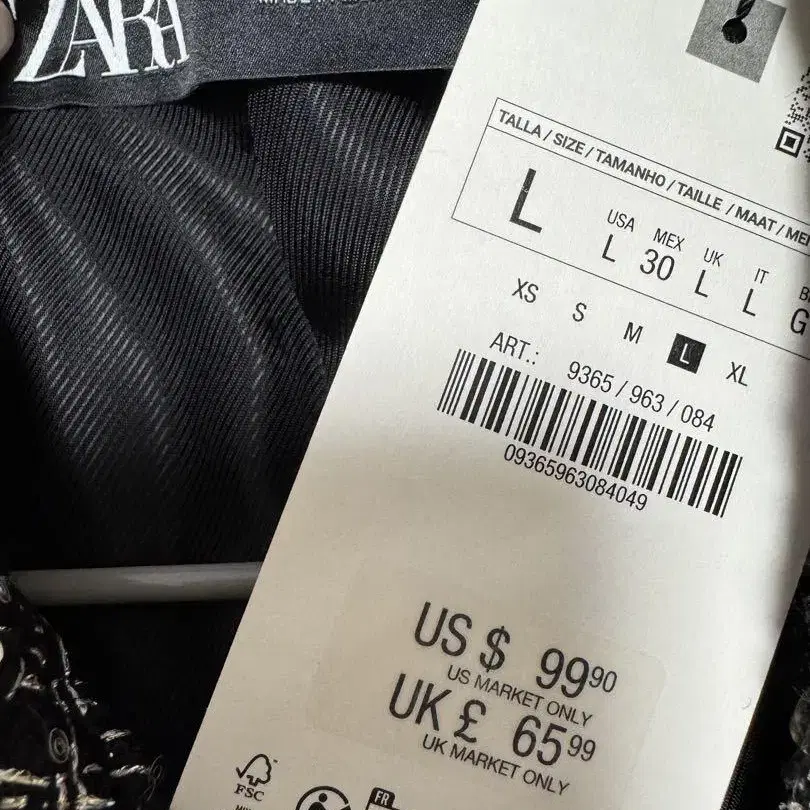 ZARA
TALLA / SIZE / TAMANHO / TAILLE / MAAT /
L
USA MEX UK IT
L 30 L L G
XS S M L XL
ART.: 9365 / 963 / 084
09365963084049
US $ 99.90
US MARKET ONLY
UK £ 65.99
UK MARKET ONLY
FSC
FR